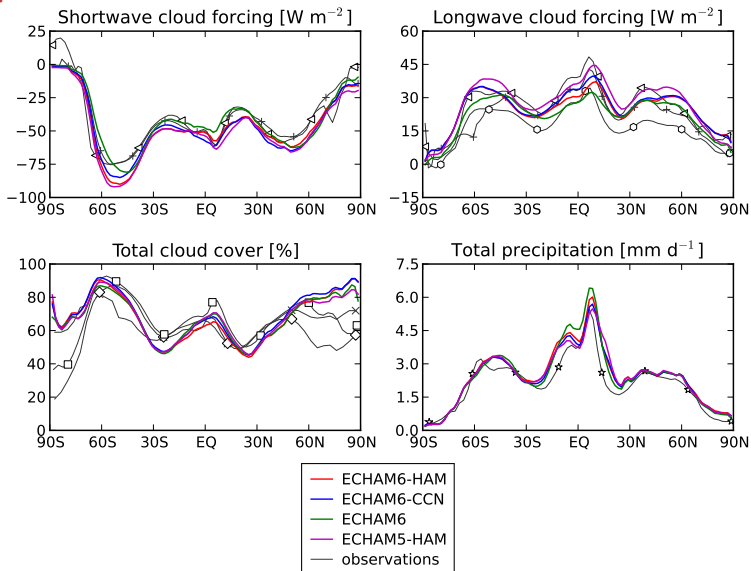 Shortwave cloud forcing [W m−2]
25
0
−25
−50
−75
−100
90S 60S 30S EQ 30N 60N 90N
Longwave cloud forcing [W m−2]
60
45
30
15
0
−15
90S 60S 30S EQ 30N 60N 90N
Total cloud cover [%]
100
80
60
40
20
0
90S 60S 30S EQ 30N 60N 90N
Total precipitation [mm d−1]
7.5
6.0
4.5
3.0
1.5
0.0
90S 60S 30S EQ 30N 60N 90N
ECHAM6-HAM
ECHAM6-CCN
ECHAM6
ECHAM5-HAM
observations